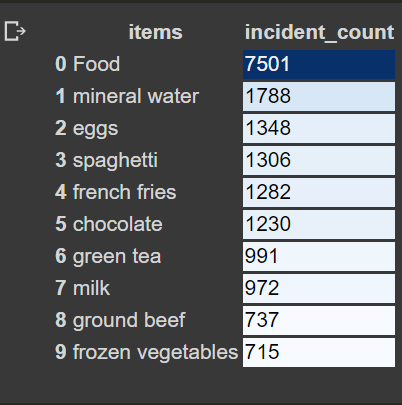 items incident_count
0 Food 7501
1 mineral water 1788
2 eggs 1348
3 spaghetti 1306
4 french fries 1282
5 chocolate 1230
6 green tea 991
7 milk 972
8 ground beef 737
9 frozen vegetables 715